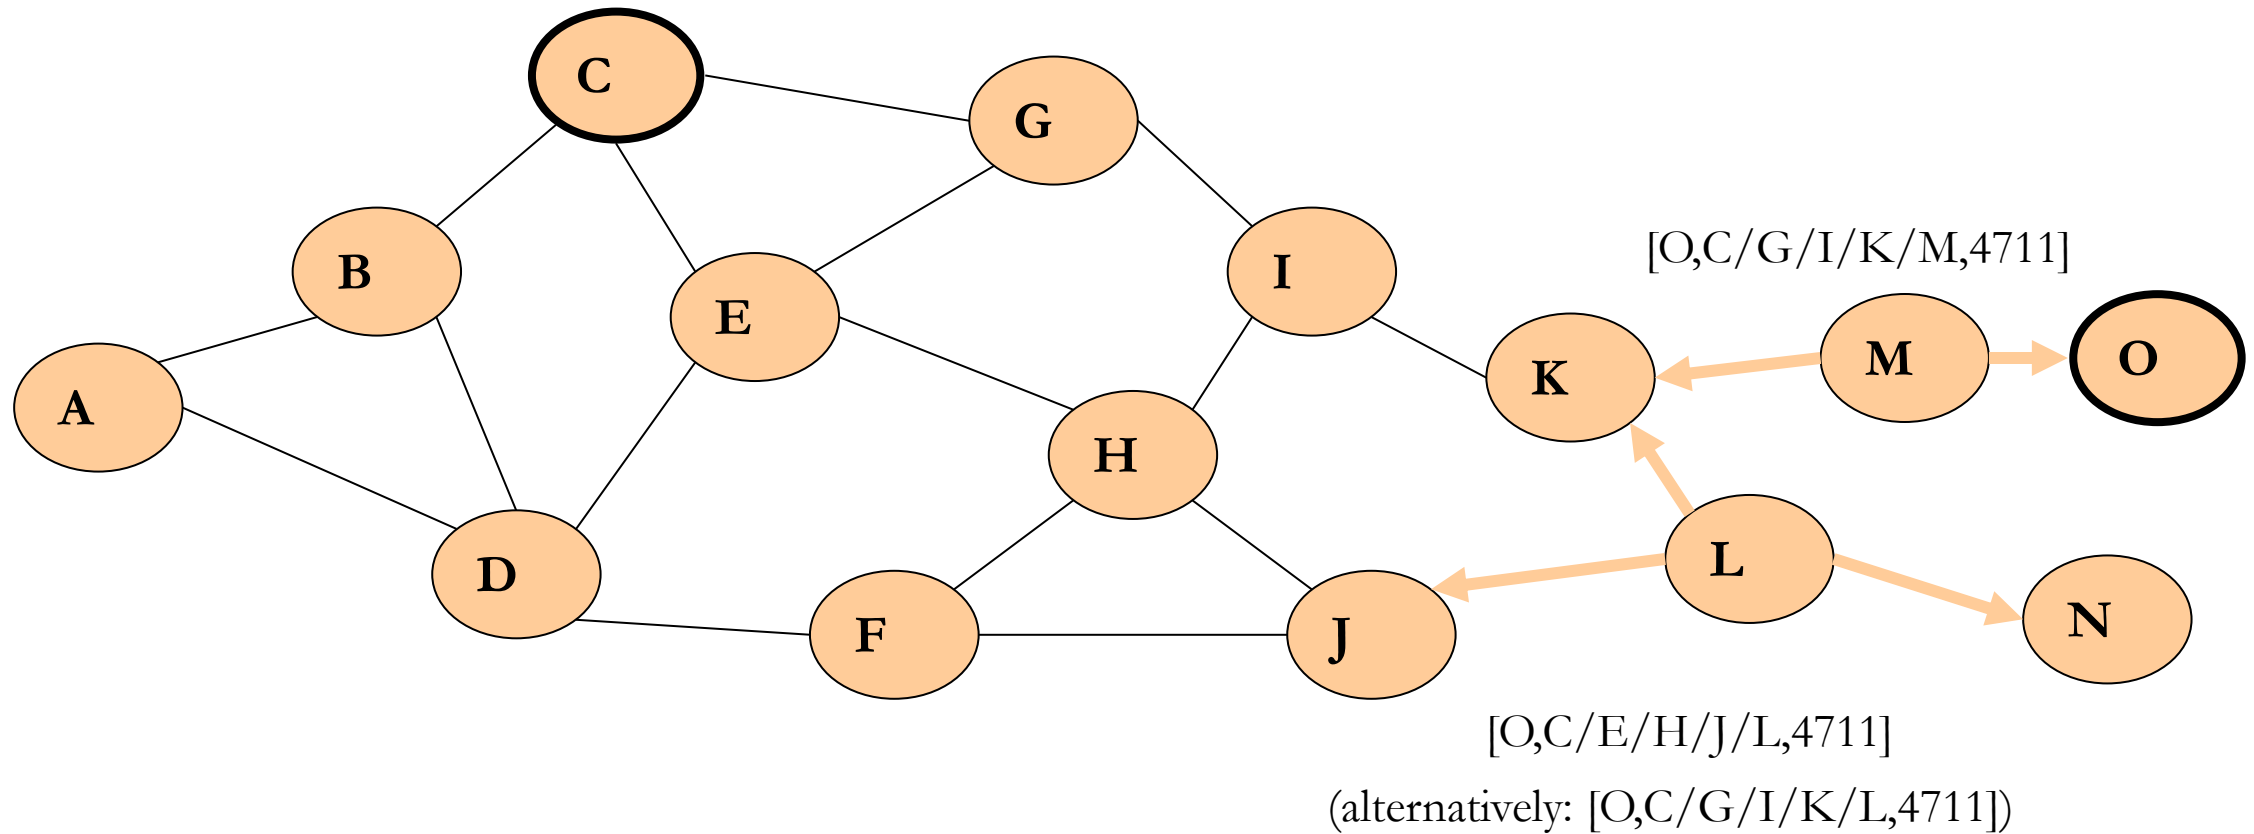 C
G
B
[O,C/G/I/K/M,4711]
I
E
M
O
K
A
H
L
D
F
J
N
[O,C/E/H/J/L,4711]
(alternatively: [O,C/G/I/K/L,4711])